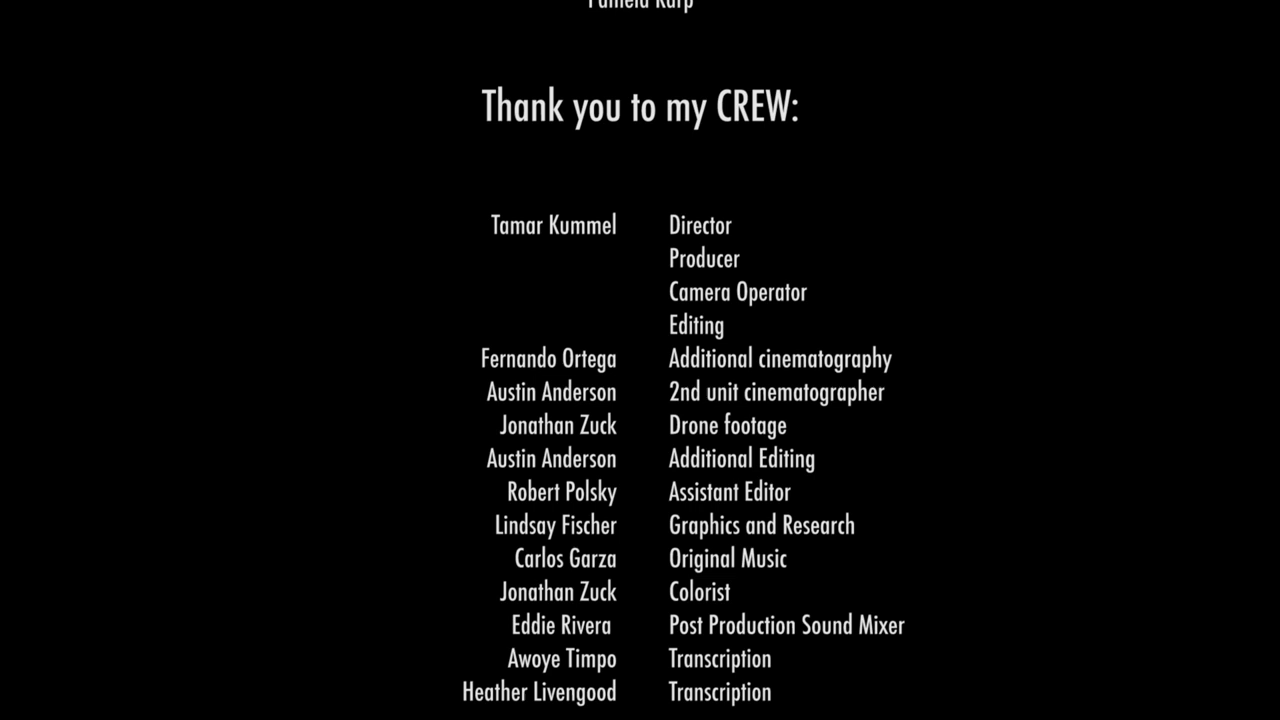 Thank you to my CREW:
Tamar Kummel Director
Producer
Camera Operator
Editing
Fernando Ortega Additional cinematography
Austin Anderson 2nd unit cinematographer
Jonathan Zuck Drone footage
Austin Anderson Additional Editing
Robert Polsky Assistant Editor
Lindsay Fischer Graphics and Research
Carlos Garza Original Music
Jonathan Zuck Colorist
Eddie Rivera Post Production Sound Mixer
Awoye Timpo Transcription
Heather Livengood Transcription